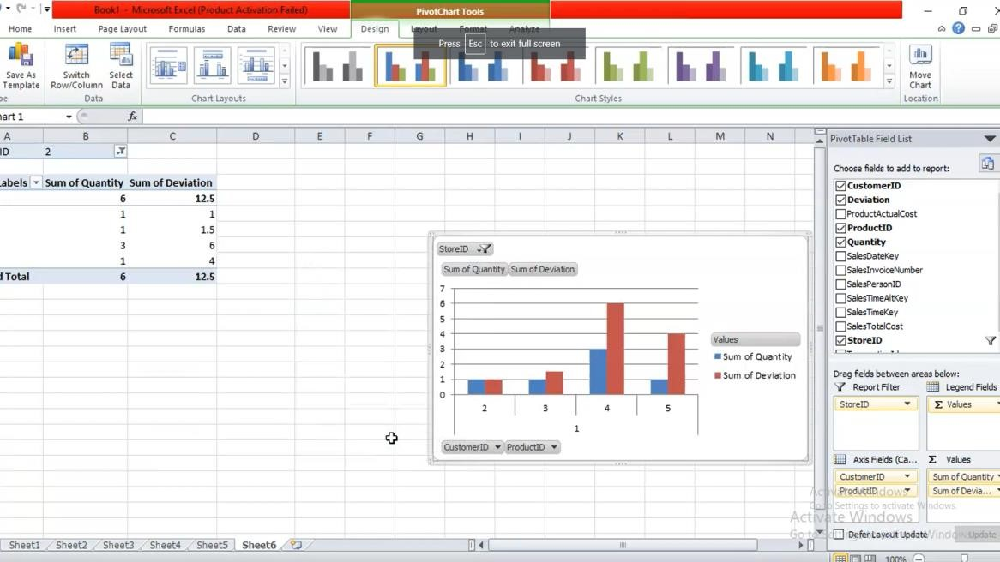 Book1 - Microsoft Excel (Product Activation Failed)
PivotChart Tools
Home Insert Page Layout Formulas Data Review View Design Layout Format Analyze
Press Esc to exit full screen
Save As Template
Switch Row/Column
Select Data
Move Chart
pe Data Chart Layouts Chart Styles Location
art 1 fx
A B C D E F G H I J K L M N
ID 2
Labels Sum of Quantity Sum of Deviation
6 12.5
1 1
1 1.5
3 6
1 4
d Total 6 12.5
StoreID
Sum of Quantity Sum of Deviation
7
6
5
4
3
2
1
0
2 3 4 5
1
CustomerID ProductID
Values
Sum of Quantity
Sum of Deviation
PivotTable Field List
Choose fields to add to report:
CustomerID
Deviation
ProductActualCost
ProductID
Quantity
SalesDateKey
SalesInvoiceNumber
SalesPersonID
SalesTimeAltKey
SalesTimeKey
SalesTotalCost
StoreID
Drag fields between areas below:
Report Filter Legend Fields
StoreID Σ Values
Axis Fields (Ca... Σ Values
CustomerID Sum of Quantity
ProductID Sum of Devia...
Activate Windows
Go to Settings to activate Windows.
Activate Windows
Defer Layout Update Update
Sheet1 Sheet2 Sheet3 Sheet4 Sheet5 Sheet6
100%